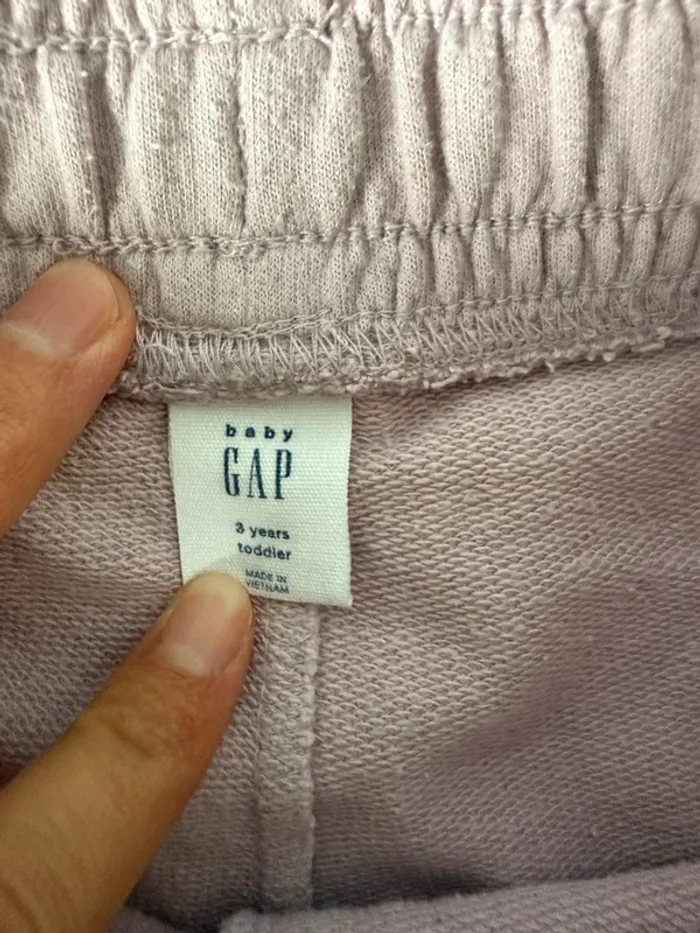 baby
GAP
3 years
toddler
MADE IN
VIETNAM